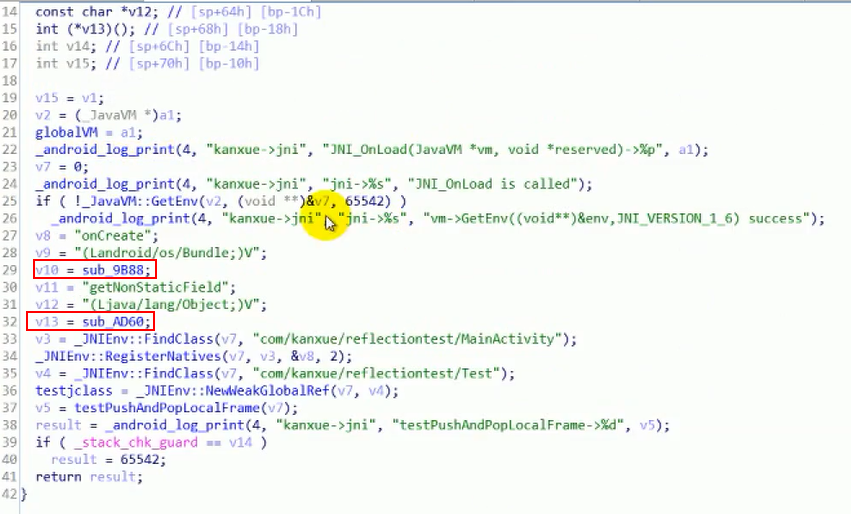 14 const char *v12; // [sp+64h] [bp-1Ch]
15 int (*v13)(); // [sp+68h] [bp-18h]
16 int v14; // [sp+6Ch] [bp-14h]
17 int v15; // [sp+70h] [bp-10h]
18
19 v15 = v1;
20 v2 = (_JavaVM *)a1;
21 globalVM = a1;
22 _android_log_print(4, "kanxue->jni", "JNI_OnLoad(JavaVM *vm, void *reserved)->%p", a1);
23 v7 = 0;
24 _android_log_print(4, "kanxue->jni", "jni->%s", "JNI_OnLoad is called");
25 if ( !_JavaVM::GetEnv(v2, (void **)&v7, 65542) )
26 _android_log_print(4, "kanxue->jni", "jni->%s", "vm->GetEnv((void**)&env,JNI_VERSION_1_6) success");
27 v8 = "onCreate";
28 v9 = "(Landroid/os/Bundle;)V";
29 v10 = sub_9B88;
30 v11 = "getNonStaticField";
31 v12 = "(Ljava/lang/Object;)V";
32 v13 = sub_AD60;
33 v3 = _JNIEnv::FindClass(v7, "com/kanxue/reflectiontest/MainActivity");
34 _JNIEnv::RegisterNatives(v7, v3, &v8, 2);
35 v4 = _JNIEnv::FindClass(v7, "com/kanxue/reflectiontest/Test");
36 testjclass = _JNIEnv::NewWeakGlobalRef(v7, v4);
37 v5 = testPushAndPopLocalFrame(v7);
38 result = _android_log_print(4, "kanxue->jni", "testPushAndPopLocalFrame->%d", v5);
39 if ( _stack_chk_guard == v14 )
40 result = 65542;
41 return result;
42 }